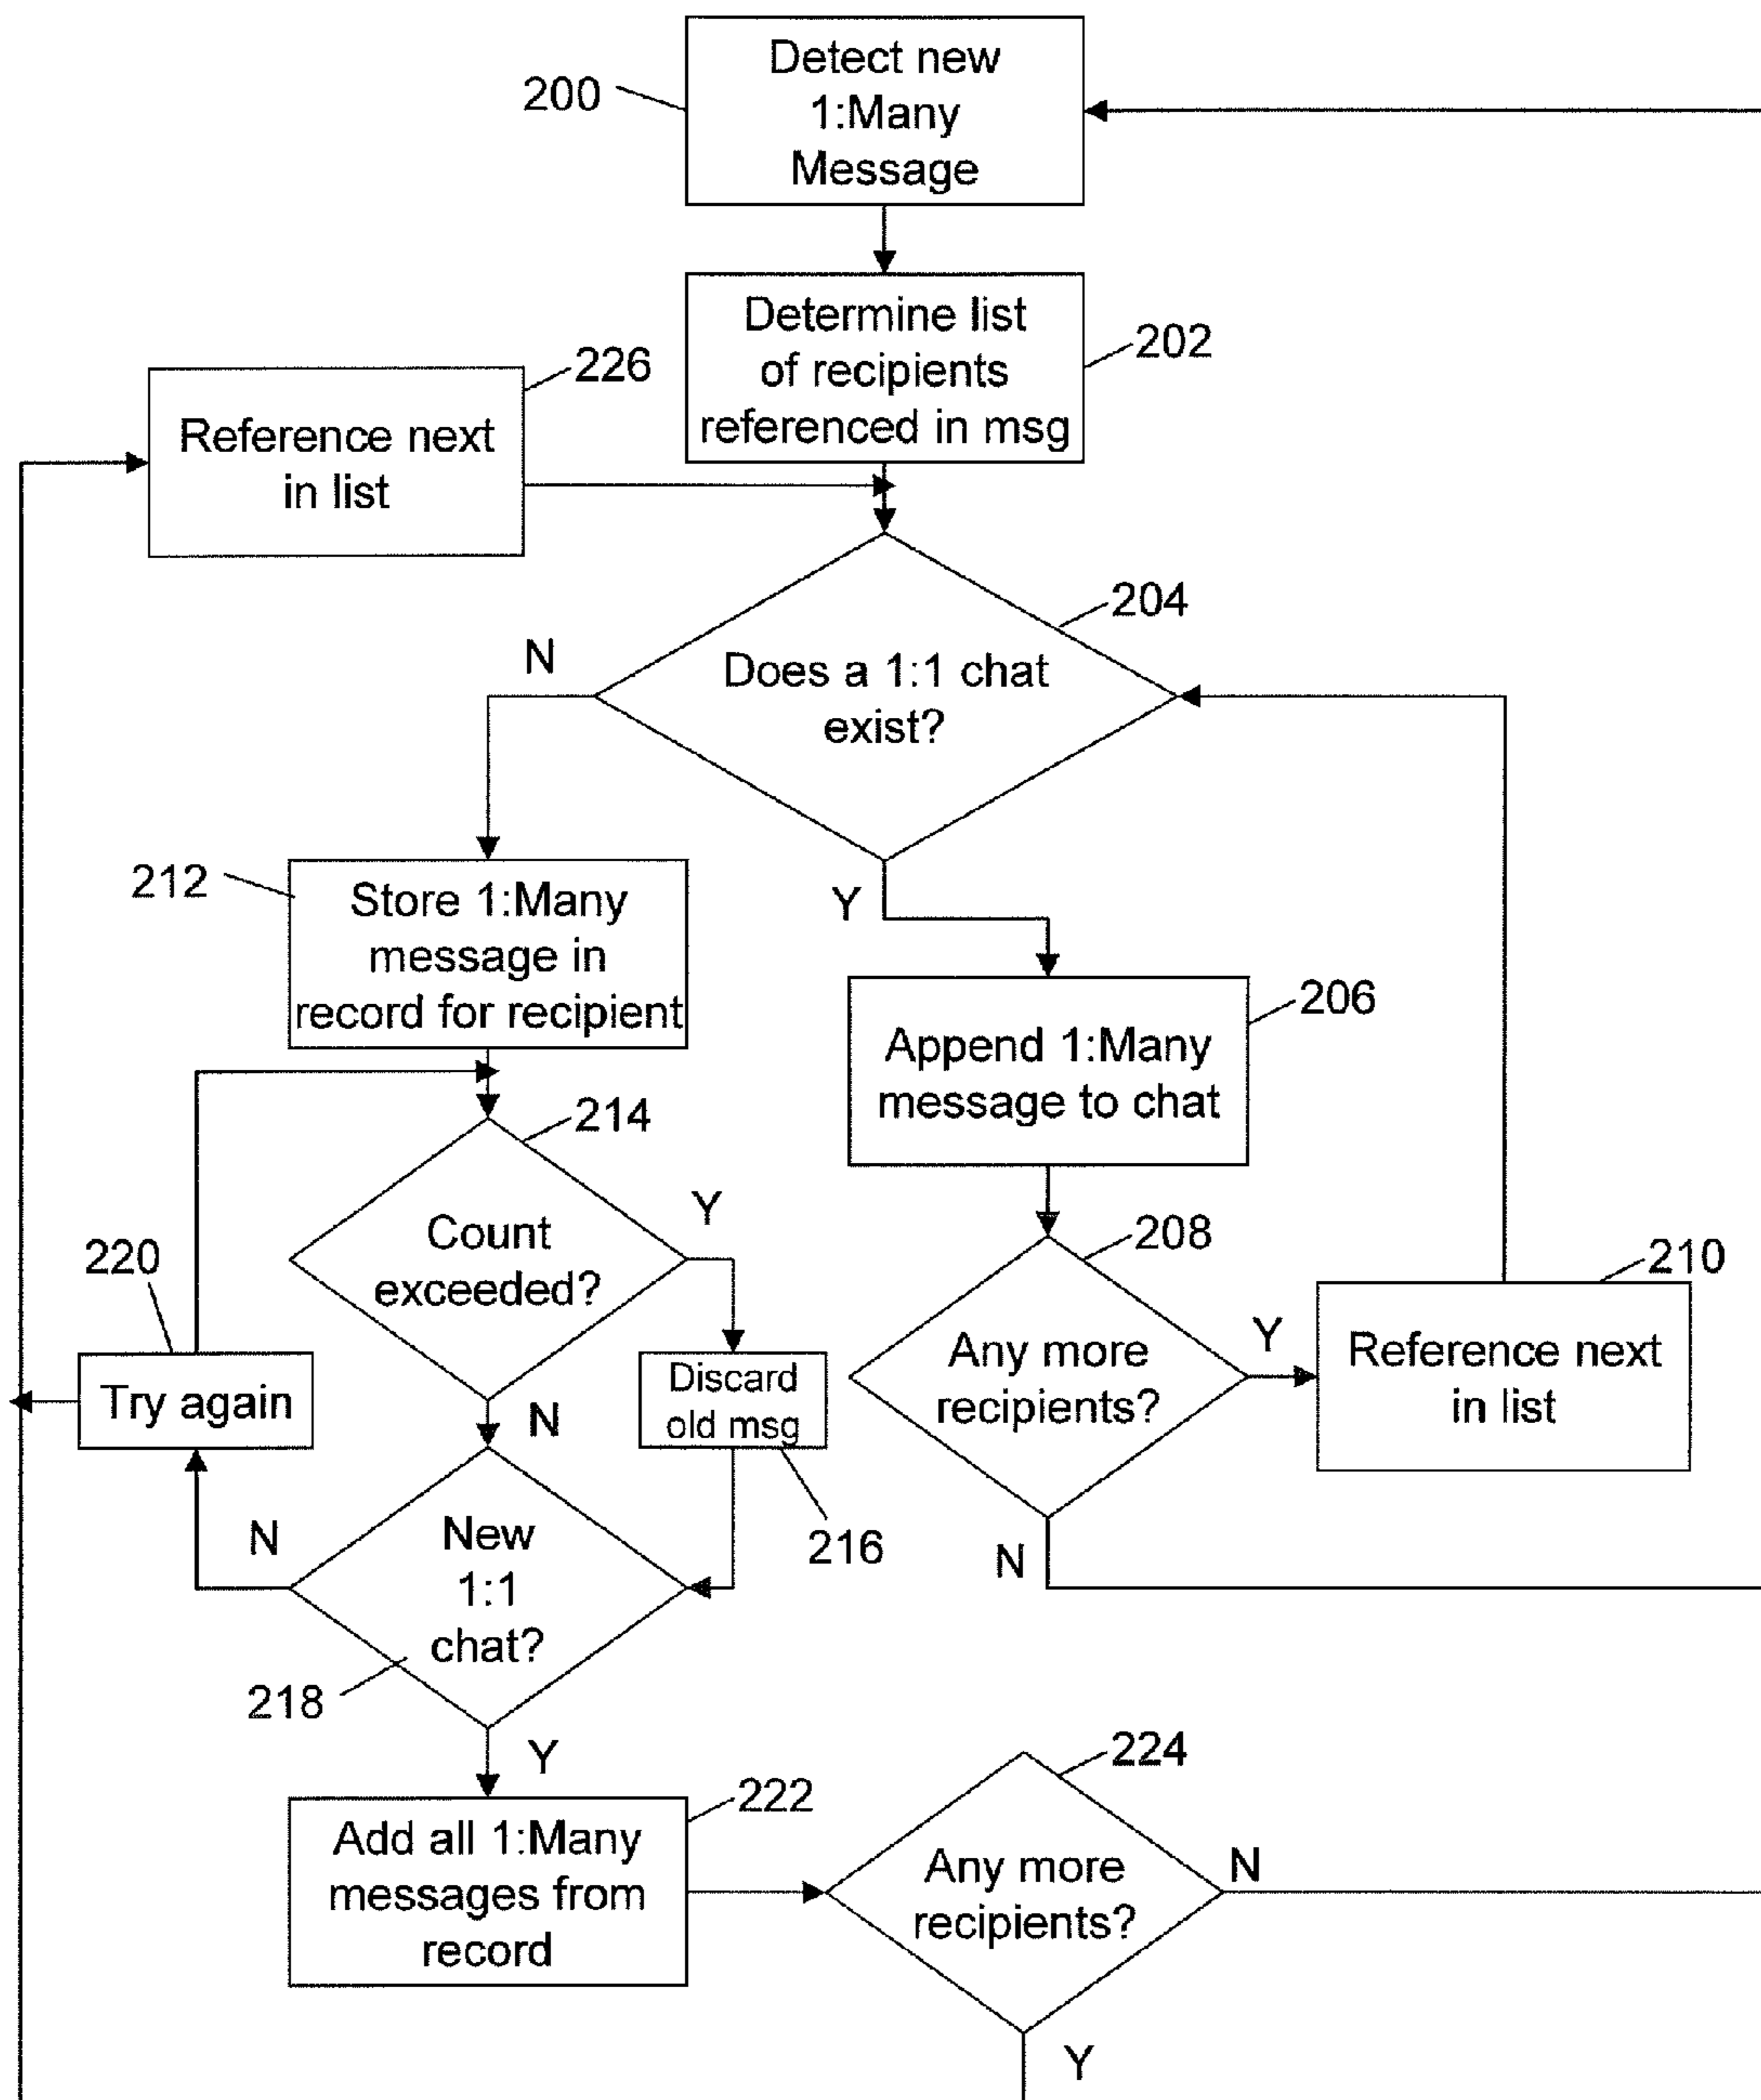 Detect new
1:Many
Message
200
Determine list
of recipients
referenced in msg
202
226
Reference next
in list
204
Does a 1:1 chat
exist?
N
Y
212
Store 1:Many
message in
record for recipient
206
Append 1:Many
message to chat
214
Count
exceeded?
Y
N
208
Any more
recipients?
Y
N
210
Reference next
in list
220
Try again
Discard
old msg
216
New
1:1
chat?
N
218
Y
222
Add all 1:Many
messages from
record
224
Any more
recipients?
N
Y